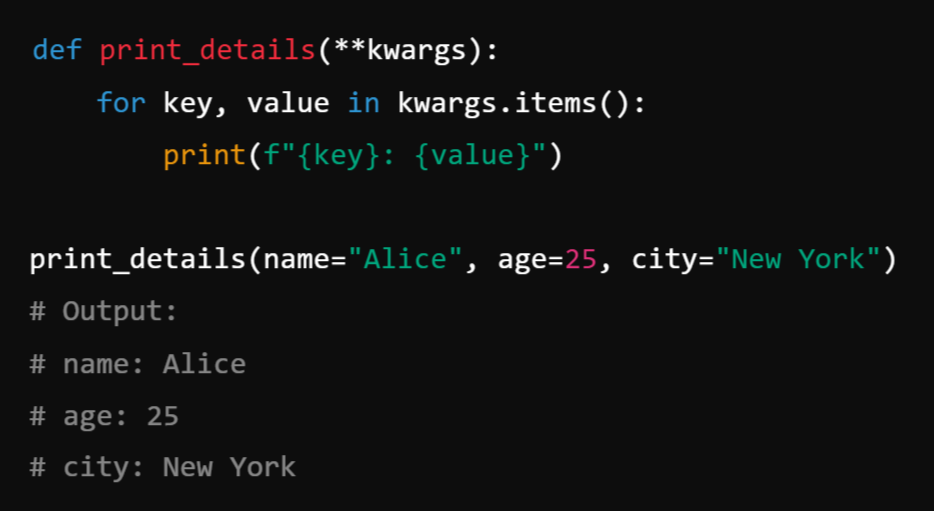 def print_details(**kwargs):
    for key, value in kwargs.items():
        print(f"{key}: {value}")

print_details(name="Alice", age=25, city="New York")
# Output:
# name: Alice
# age: 25
# city: New York